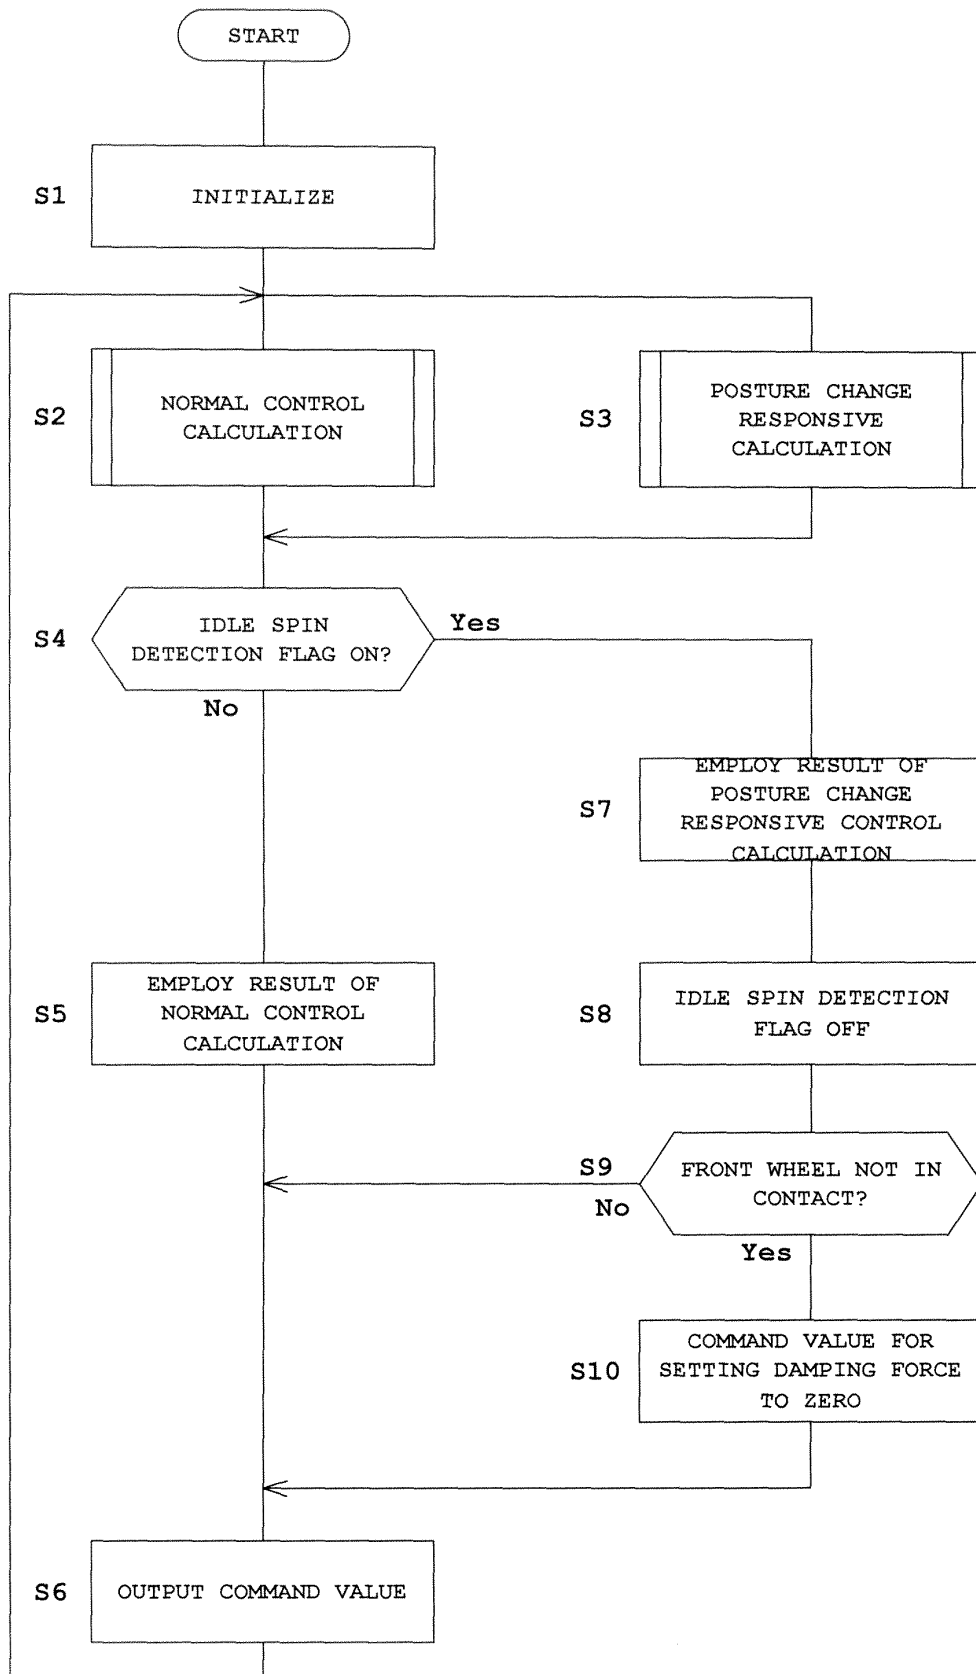 START
S1
INITIALIZE
S2
NORMAL CONTROL
CALCULATION
S3
POSTURE CHANGE
RESPONSIVE
CALCULATION
S4
IDLE SPIN
DETECTION FLAG ON?
Yes
No
S7
EMPLOY RESULT OF
POSTURE CHANGE
RESPONSIVE CONTROL
CALCULATION
S5
EMPLOY RESULT OF
NORMAL CONTROL
CALCULATION
S8
IDLE SPIN DETECTION
FLAG OFF
S9
FRONT WHEEL NOT IN
CONTACT?
No
Yes
S10
COMMAND VALUE FOR
SETTING DAMPING FORCE
TO ZERO
S6
OUTPUT COMMAND VALUE